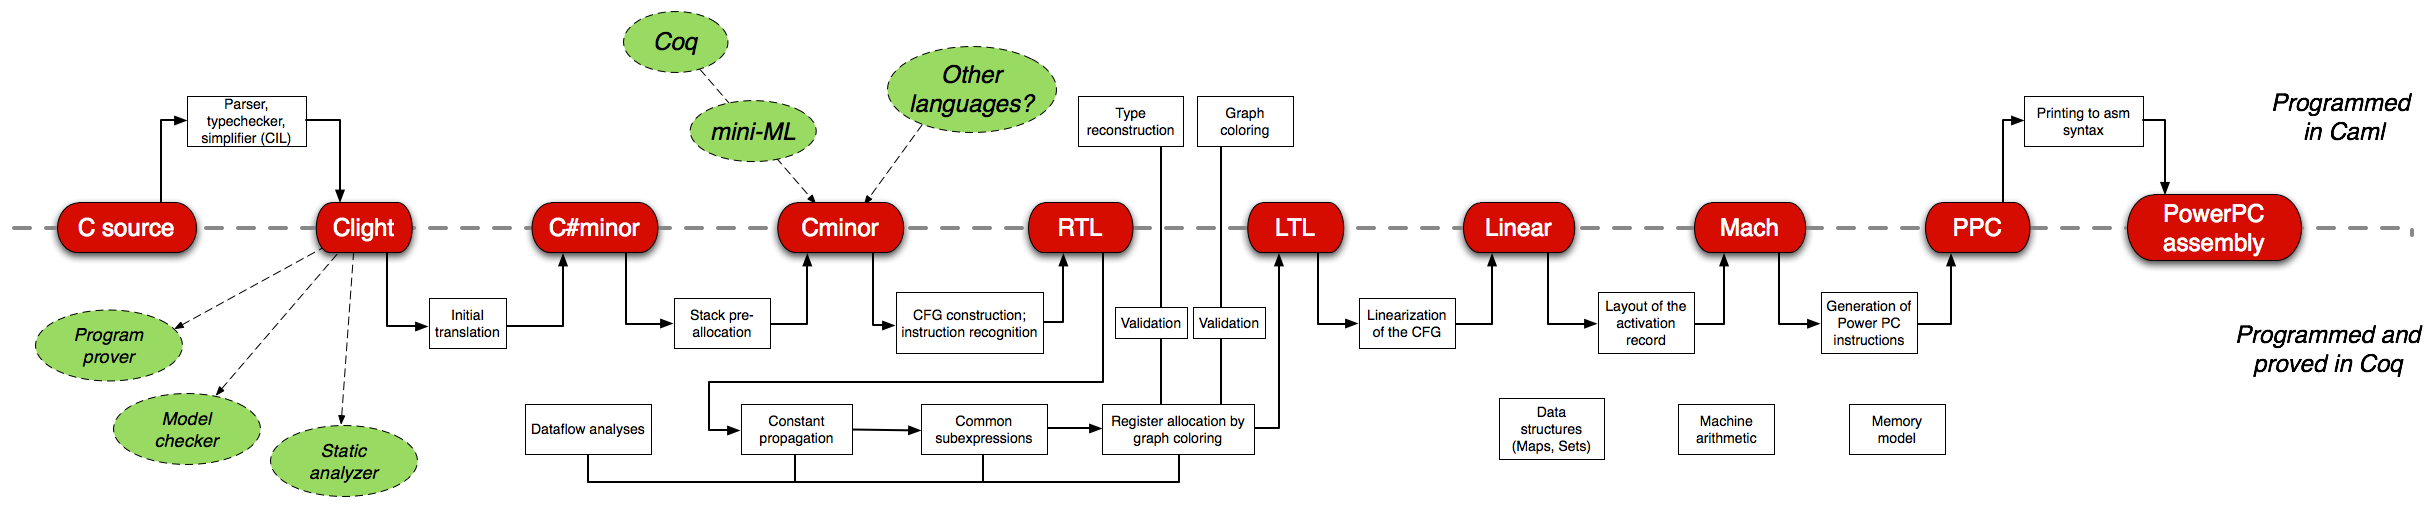 Coq
Other
languages?
Parser,
typechecker,
simplifier (CIL)
mini-ML
Type
reconstruction
Graph
coloring
Printing to asm
syntax
Programmed
in Caml
C source
Clight
C#minor
Cminor
RTL
LTL
Linear
Mach
PPC
PowerPC
assembly
Program
prover
Model
checker
Static
analyzer
Initial
translation
Stack pre-
allocation
CFG construction;
instruction recognition
Validation
Validation
Linearization
of the CFG
Layout of the
activation
record
Generation of
Power PC
instructions
Programmed and
proved in Coq
Dataflow analyses
Constant
propagation
Common
subexpressions
Register allocation by
graph coloring
Data
structures
(Maps, Sets)
Machine
arithmetic
Memory
model